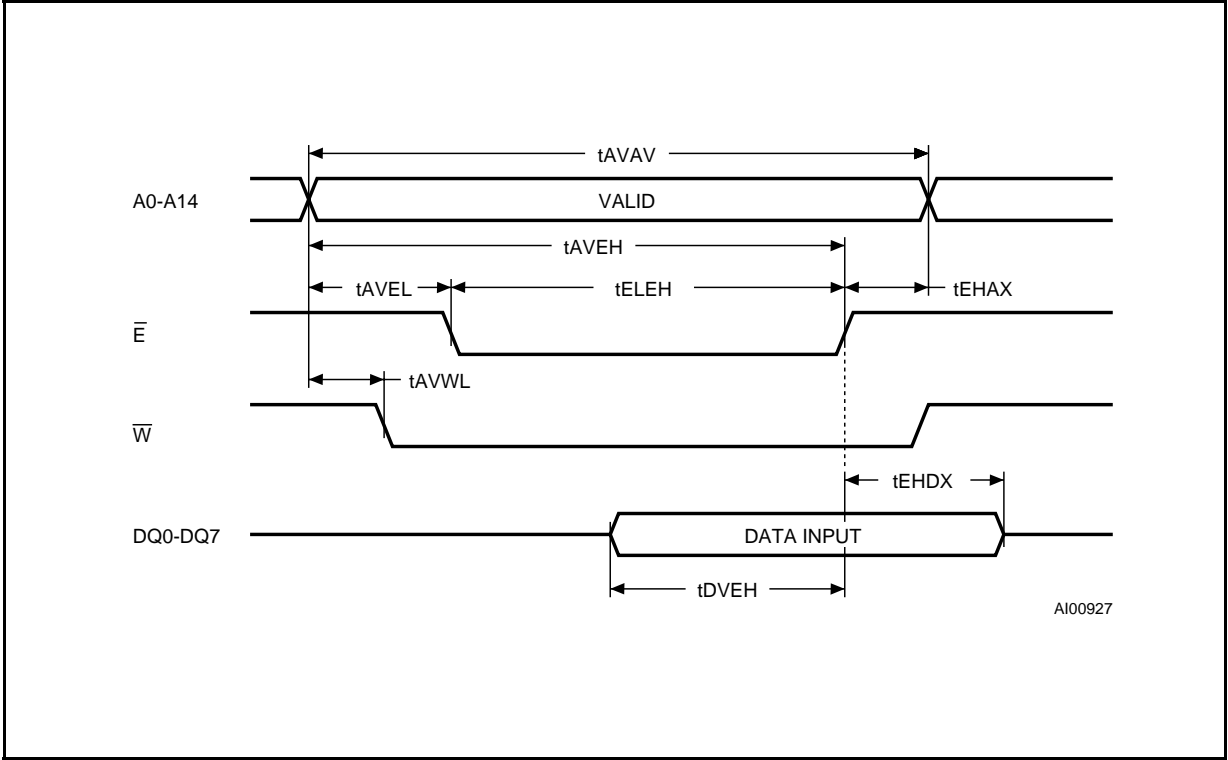 tAVAV
A0-A14 VALID
tAVEH
tAVEL tELEH tEHAX
E̅
tAVWL
W̅
tEHDX
DQ0-DQ7 DATA INPUT
tDVEH
AI00927